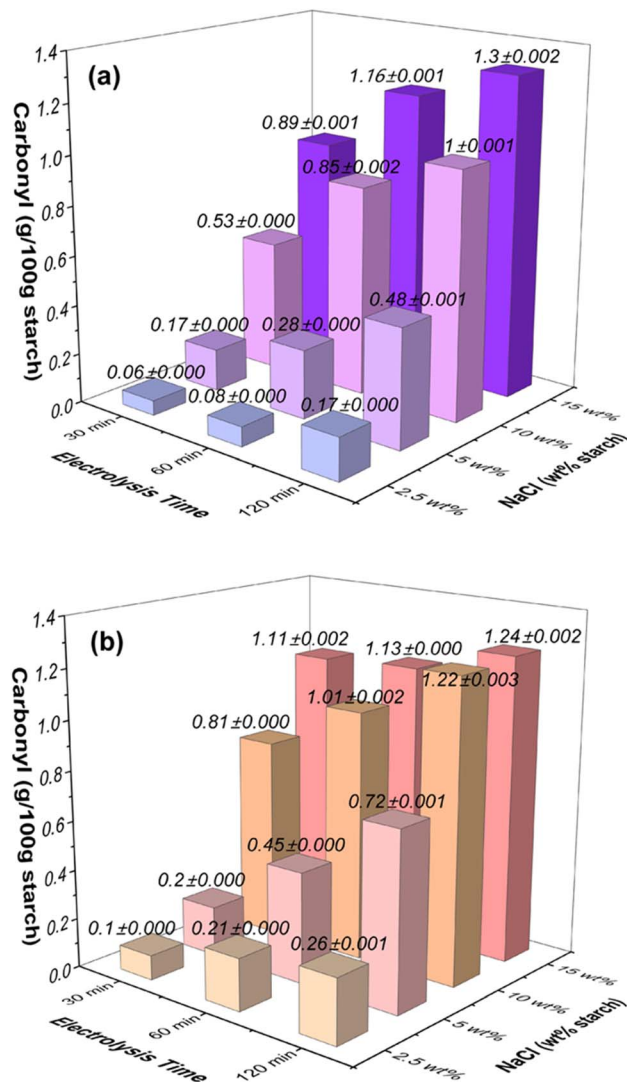 (a)
Carbonyl (g/100g starch)
1.4
1.2
1.0
0.8
0.6
0.4
0.2
0.0
0.89±0.001
1.16±0.001
1.3±0.002
0.53±0.000
0.85±0.002
1±0.001
0.17±0.000
0.28±0.000
0.48±0.001
0.06±0.000
0.08±0.000
0.17±0.000
30 min
60 min
120 min
Electrolysis Time
2.5 wt%
5 wt%
10 wt%
15 wt%
NaCl (wt% starch)
(b)
Carbonyl (g/100g starch)
1.4
1.2
1.0
0.8
0.6
0.4
0.2
0.0
1.11±0.002
1.13±0.000
1.24±0.002
0.81±0.000
1.01±0.002
1.22±0.003
0.2±0.000
0.45±0.000
0.72±0.001
0.1±0.000
0.21±0.000
0.26±0.001
30 min
60 min
120 min
Electrolysis Time
2.5 wt%
5 wt%
10 wt%
15 wt%
NaCl (wt% starch)